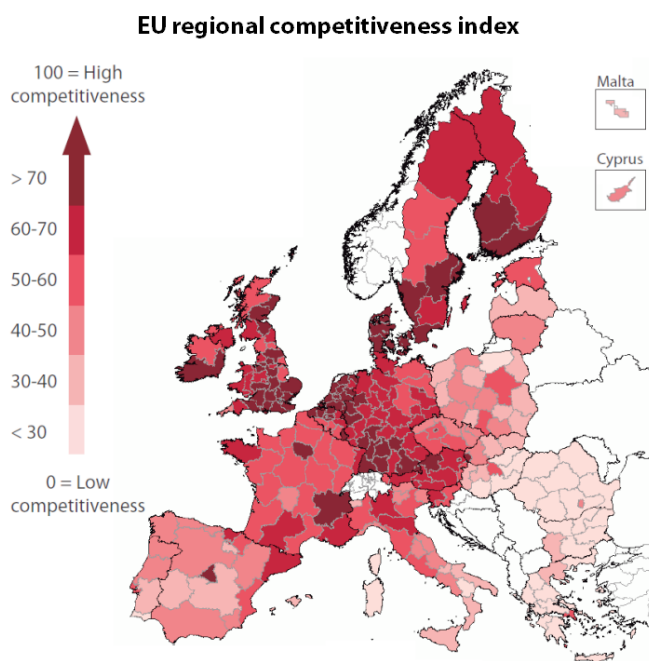 EU regional competitiveness index
100 = High
competitiveness
> 70
60-70
50-60
40-50
30-40
< 30
0 = Low
competitiveness
Malta
Cyprus